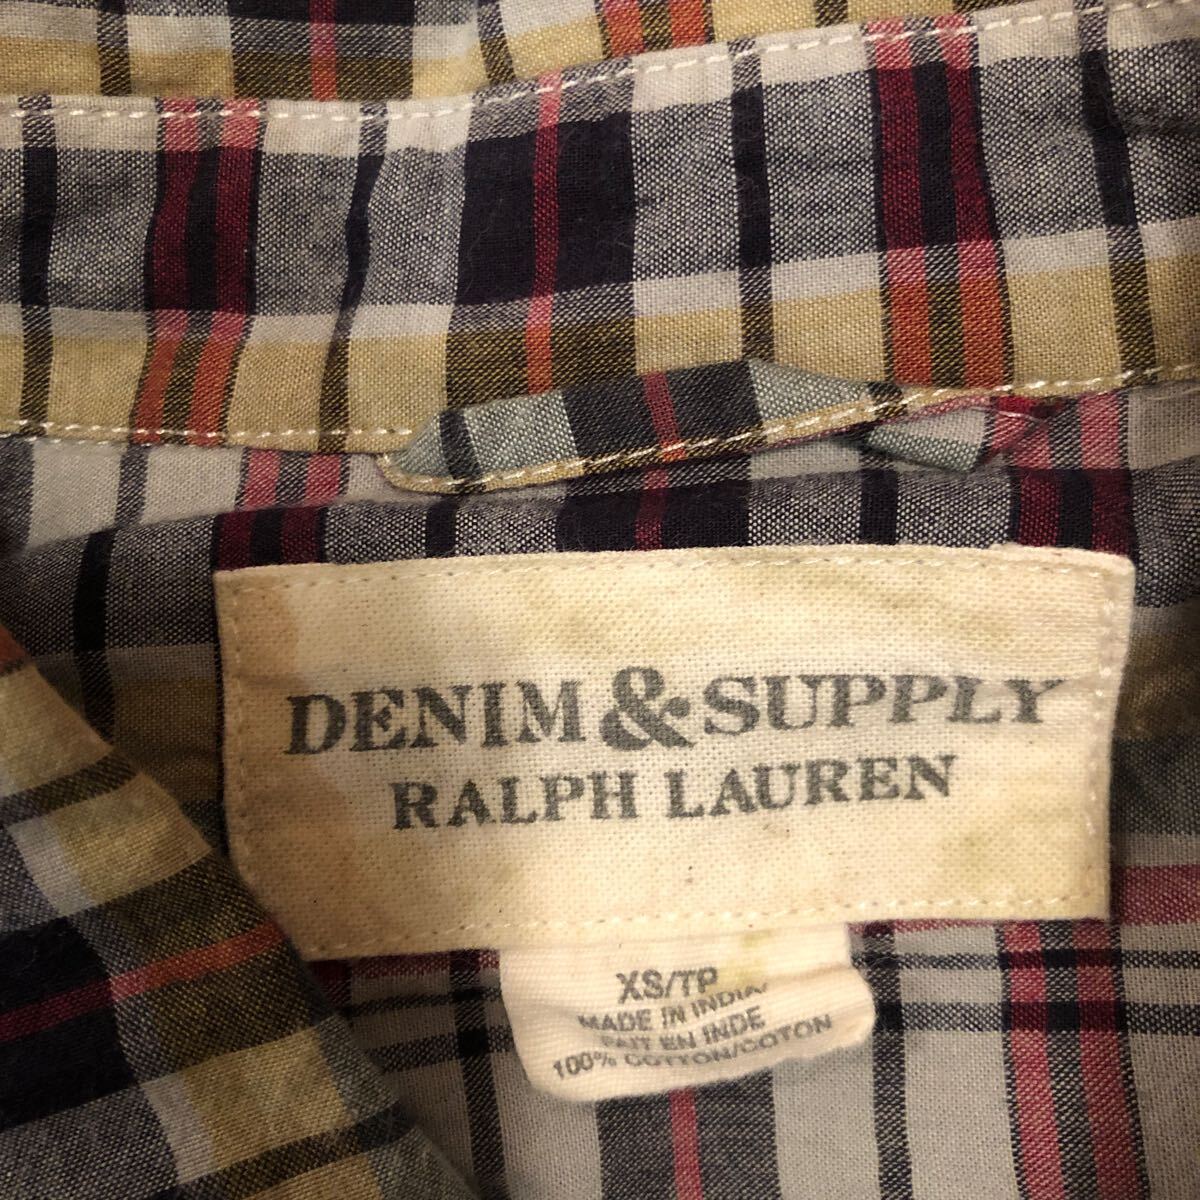 DENIM & SUPPLY
RALPH LAUREN
XS/TP
MADE IN INDIA
FAIT EN INDE
100% COTTON/COTON